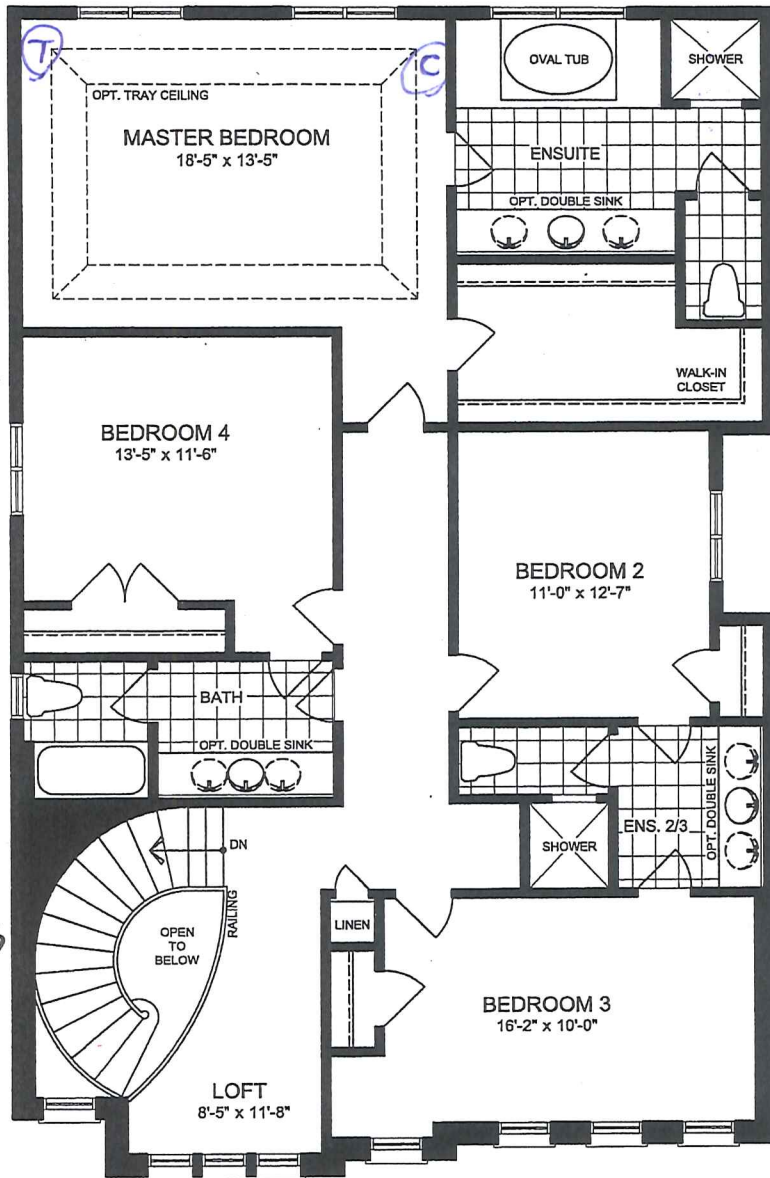 T
C
OPT. TRAY CEILING
MASTER BEDROOM
18'-5" x 13'-5"
OVAL TUB
SHOWER
ENSUITE
OPT. DOUBLE SINK
WALK-IN
CLOSET
BEDROOM 4
13'-5" x 11'-6"
BEDROOM 2
11'-0" x 12'-7"
BATH
OPT. DOUBLE SINK
OPT. DOUBLE SINK
ENS. 2/3
SHOWER
DN
RAILING
OPEN
TO
BELOW
LINEN
BEDROOM 3
16'-2" x 10'-0"
LOFT
8'-5" x 11'-8"